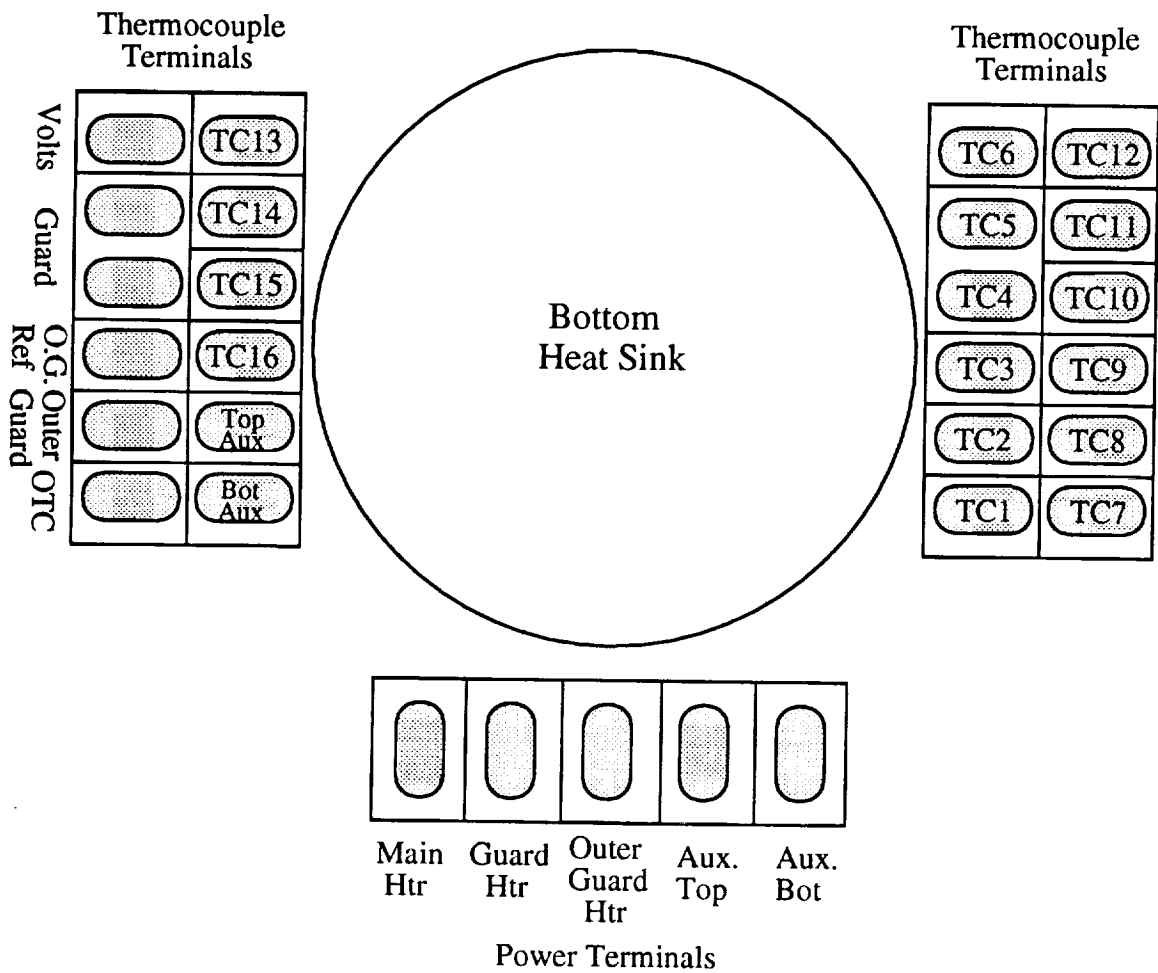 Thermocouple
Terminals
Volts
Guard
O.G.
Ref
Outer
Guard
OTC
TC13
TC14
TC15
TC16
Top
Aux
Bot
Aux
Bottom
Heat Sink
Thermocouple
Terminals
TC6 TC12
TC5 TC11
TC4 TC10
TC3 TC9
TC2 TC8
TC1 TC7
Main
Htr
Guard
Htr
Outer
Guard
Htr
Aux.
Top
Aux.
Bot
Power Terminals